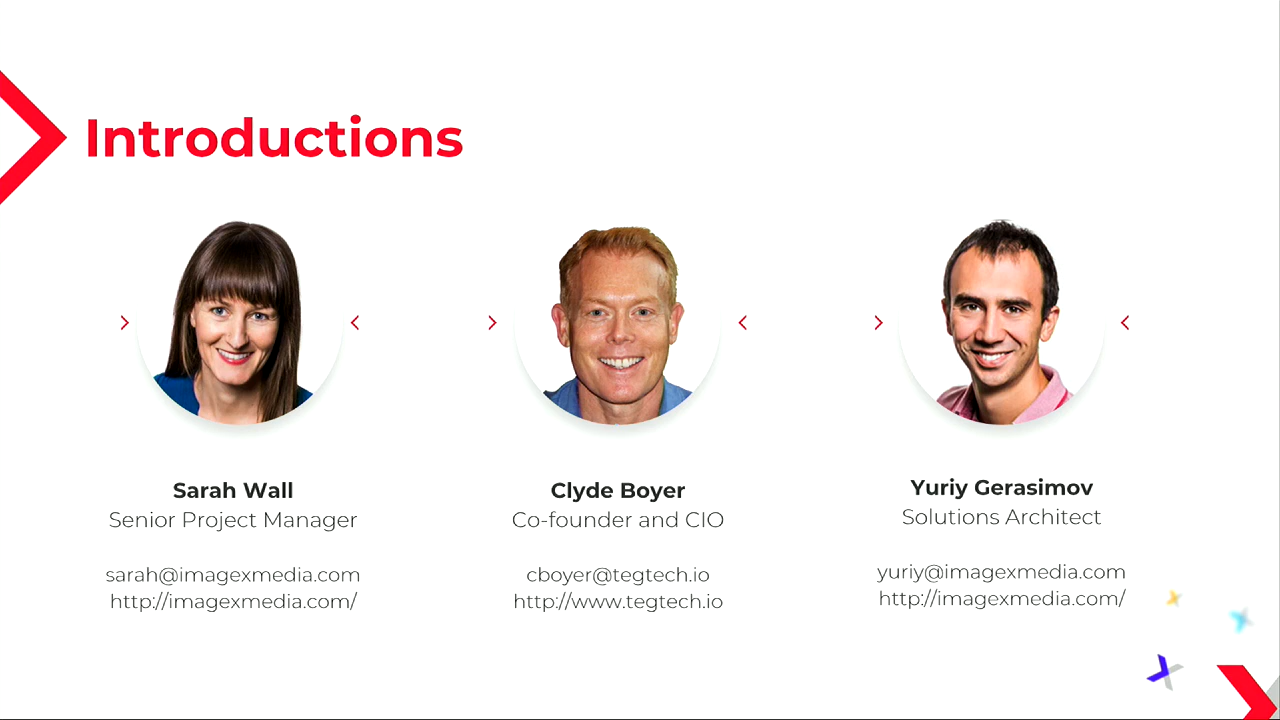 Introductions
Sarah Wall
Senior Project Manager
sarah@imagexmedia.com
http://imagexmedia.com/
Clyde Boyer
Co-founder and CIO
cboyer@tegtech.io
http://www.tegtech.io
Yuriy Gerasimov
Solutions Architect
yuriy@imagexmedia.com
http://imagexmedia.com/